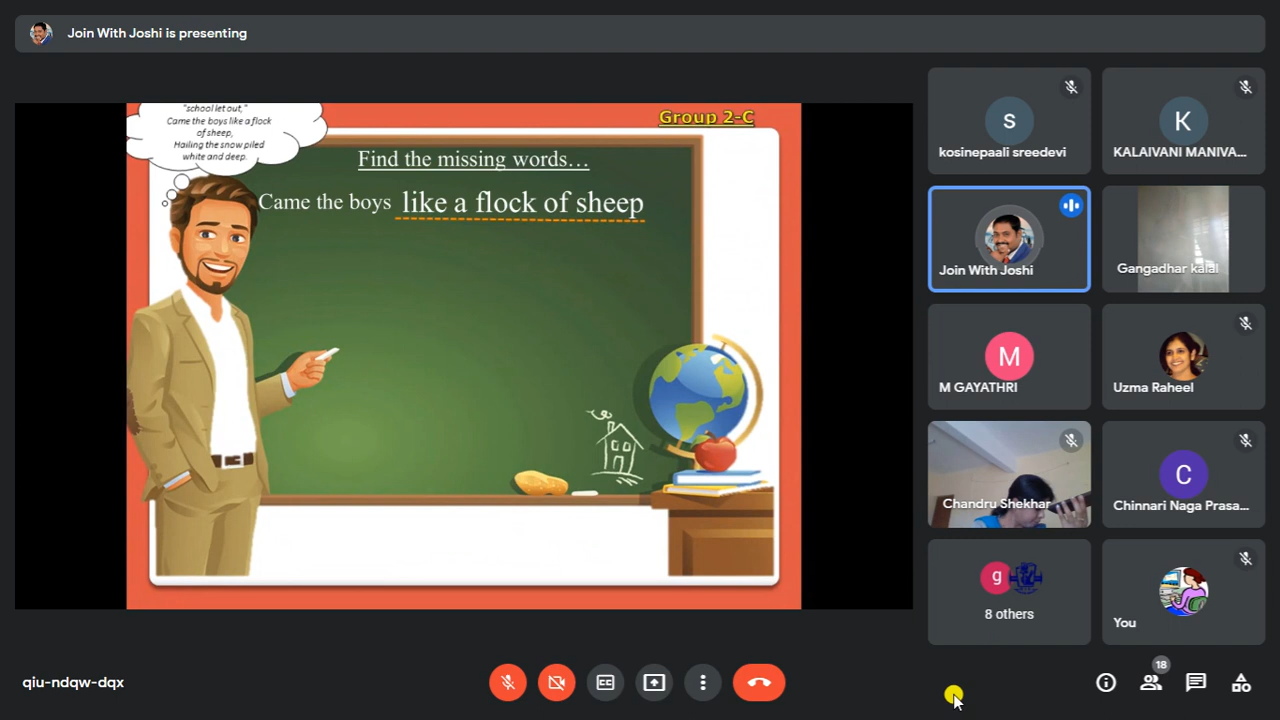 Join With Joshi is presenting
"school let out,"
Came the boys like a flock
of sheep,
Hailing the snow piled
white and deep.
Group 2-C
Find the missing words...
Came the boys like a flock of sheep
s
kosinepaali sreedevi
K
KALAIVANI MANIVA...
Join With Joshi
Gangadhar kalal
M
M GAYATHRI
Uzma Raheel
Chandru Shekhar
C
Chinnari Naga Prasa...
g
8 others
You
qiu-ndqw-dqx
CC
18